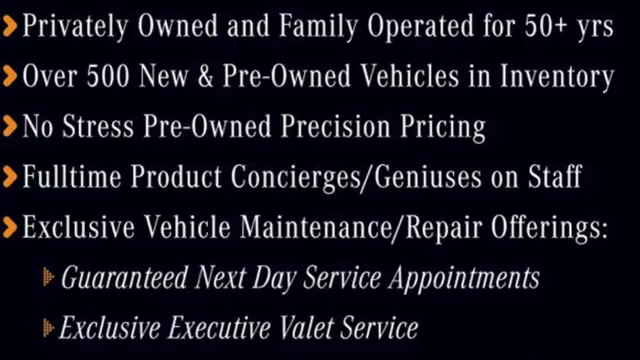 Privately Owned and Family Operated for 50+ yrs
Over 500 New & Pre-Owned Vehicles in Inventory
No Stress Pre-Owned Precision Pricing
Fulltime Product Concierges/Geniuses on Staff
Exclusive Vehicle Maintenance/Repair Offerings:
Guaranteed Next Day Service Appointments
Exclusive Executive Valet Service